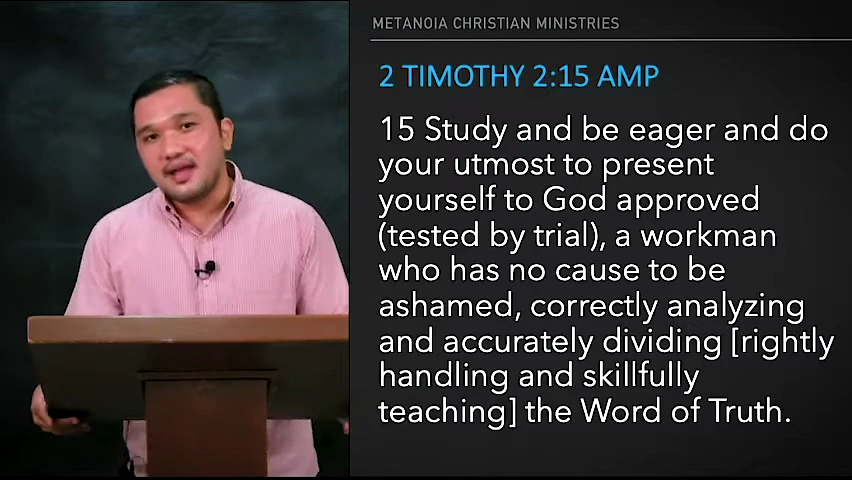 METANOIA CHRISTIAN MINISTRIES
2 TIMOTHY 2:15 AMP
15 Study and be eager and do
your utmost to present
yourself to God approved
(tested by trial), a workman
who has no cause to be
ashamed, correctly analyzing
and accurately dividing [rightly
handling and skillfully
teaching] the Word of Truth.